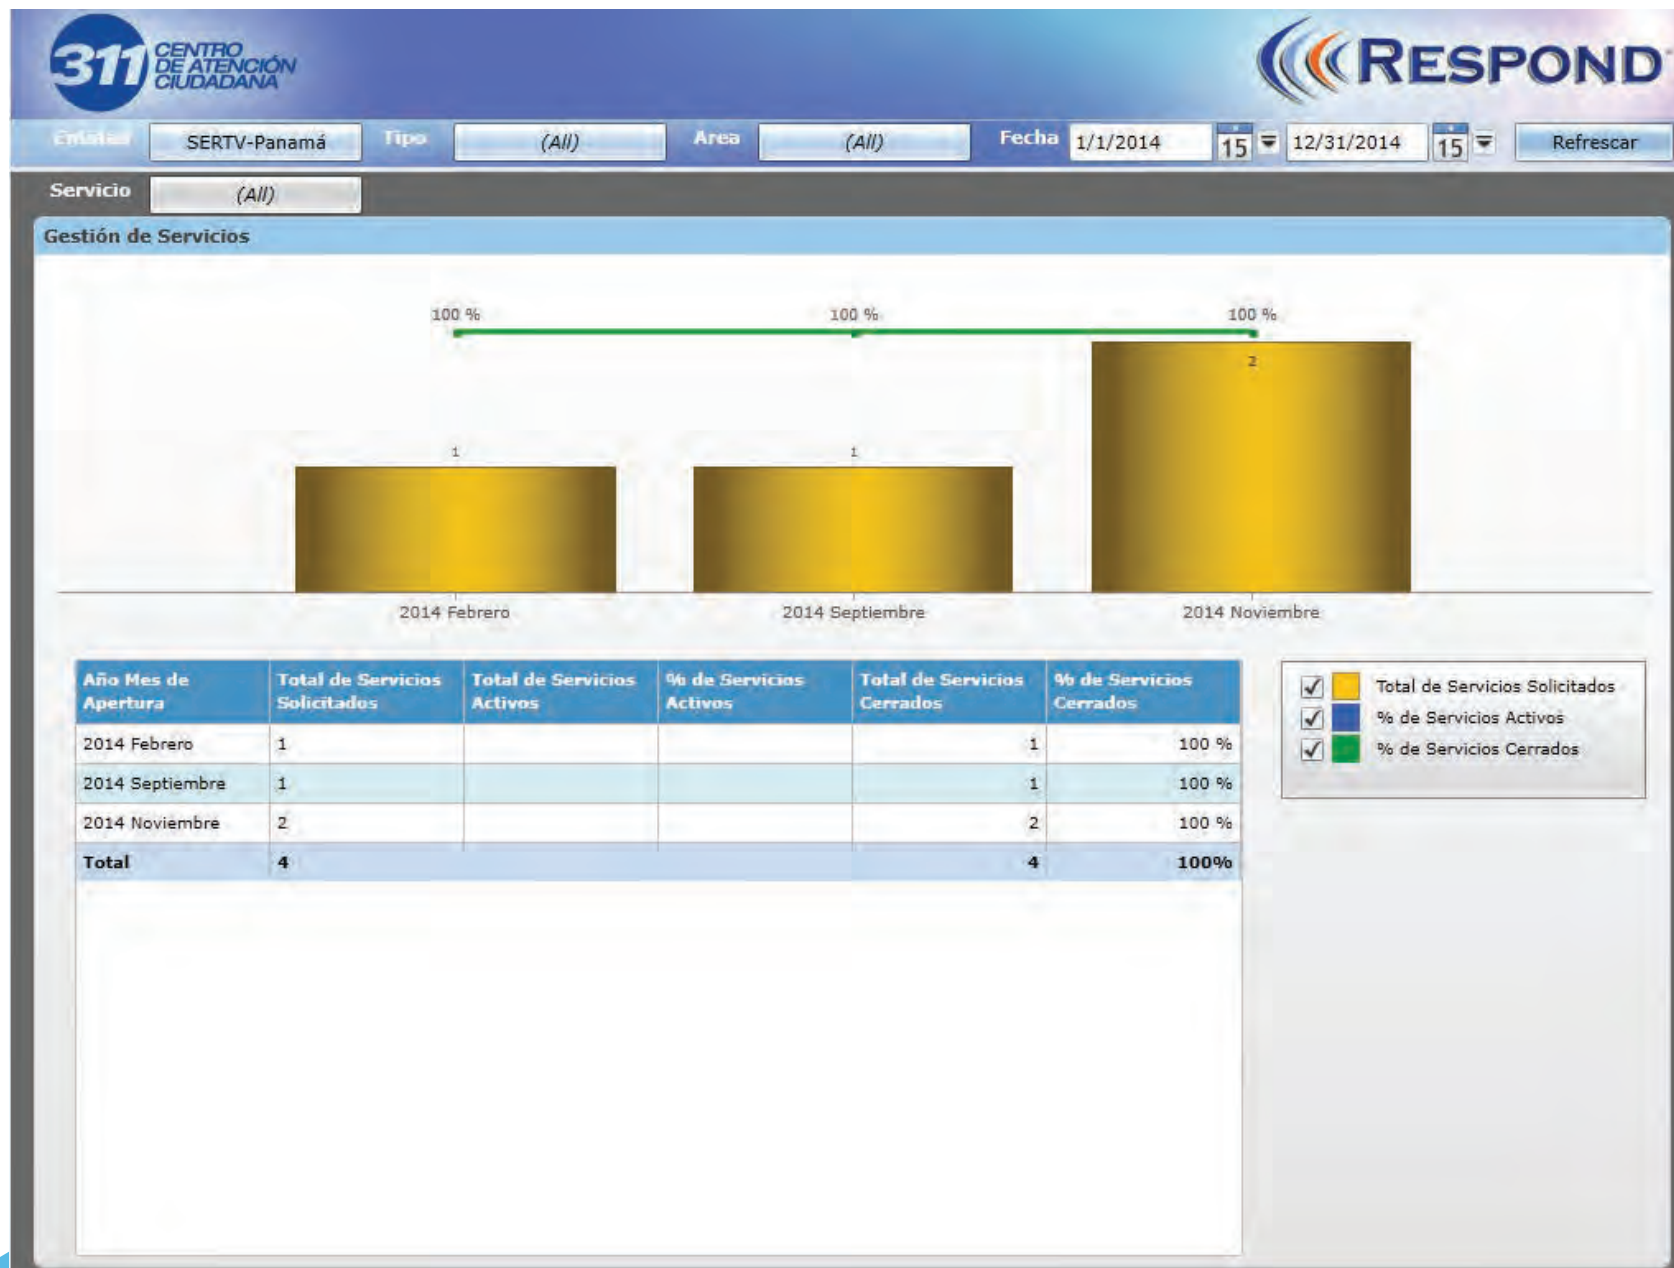 311 CENTRO
DE ATENCIÓN
CIUDADANA
RESPOND
Entidad SERTV-Panamá Tipo (All) Area (All) Fecha 1/1/2014 15 12/31/2014 15 Refrescar
Servicio (All)
Gestión de Servicios
100 % 100 % 100 %
2
1 1
2014 Febrero 2014 Septiembre 2014 Noviembre
Año Mes de Apertura Total de Servicios Solicitados Total de Servicios Activos % de Servicios Activos Total de Servicios Cerrados % de Servicios Cerrados
2014 Febrero 1 1 100 %
2014 Septiembre 1 1 100 %
2014 Noviembre 2 2 100 %
Total 4 4 100%
Total de Servicios Solicitados
% de Servicios Activos
% de Servicios Cerrados